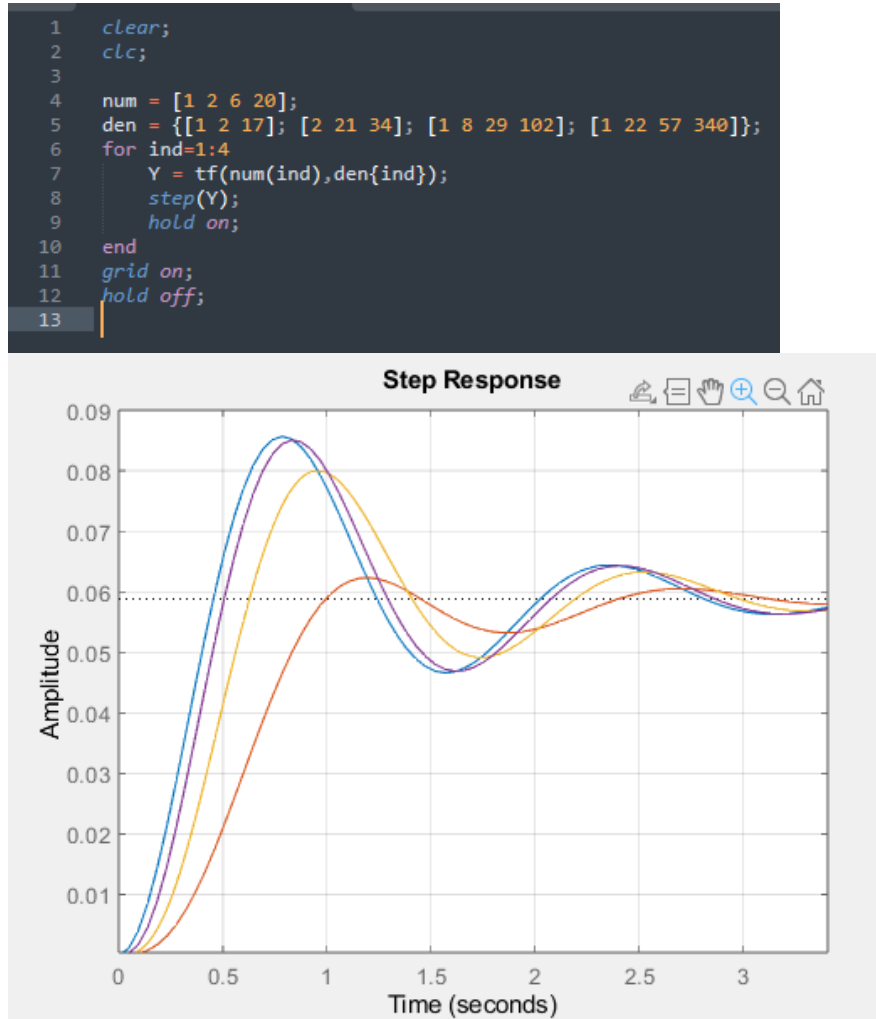 1 clear;
2 clc;
3
4 num = [1 2 6 20];
5 den = {[1 2 17]; [2 21 34]; [1 8 29 102]; [1 22 57 340]};
6 for ind=1:4
7 Y = tf(num(ind),den{ind});
8 step(Y);
9 hold on;
10 end
11 grid on;
12 hold off;
13
Step Response
0.09
0.08
0.07
0.06
0.05
0.04
0.03
0.02
0.01
Amplitude
0 0.5 1 1.5 2 2.5 3
Time (seconds)